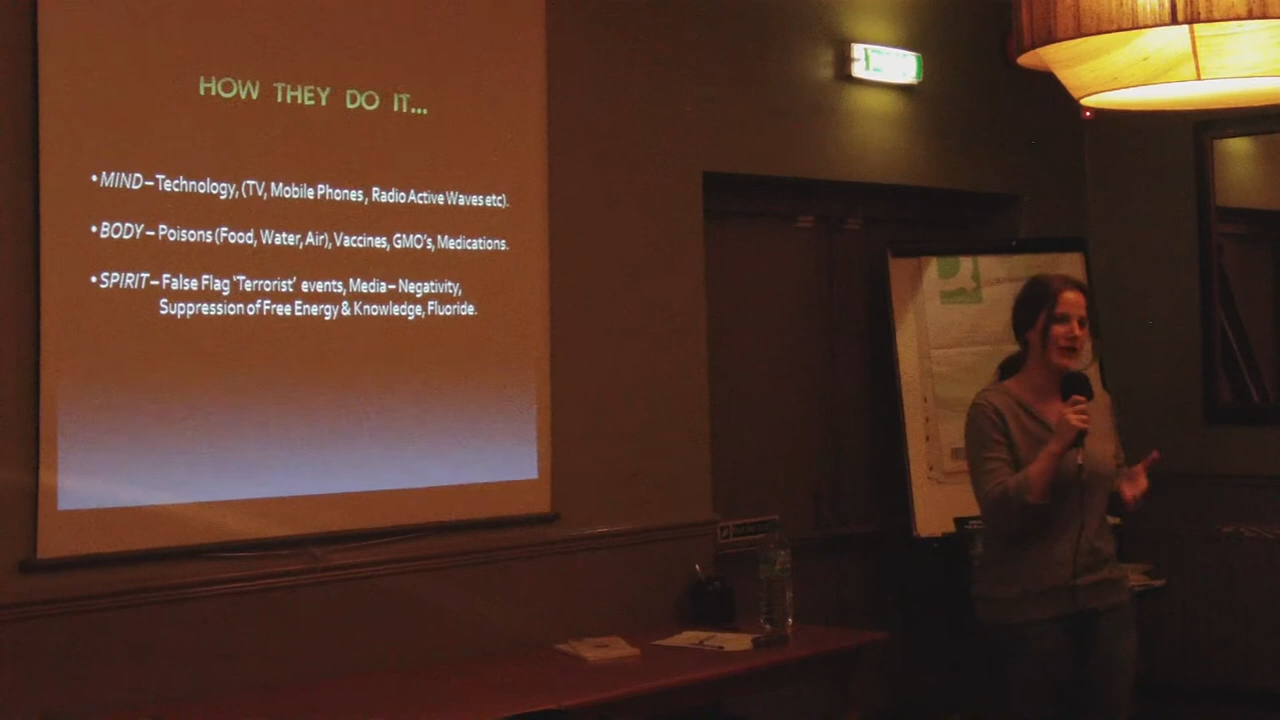 HOW THEY DO IT...
• MIND – Technology, (TV, Mobile Phones, Radio Active Waves etc).
• BODY – Poisons (Food, Water, Air), Vaccines, GMO's, Medications.
• SPIRIT – False Flag 'Terrorist' events, Media – Negativity,
Suppression of Free Energy & Knowledge, Fluoride.